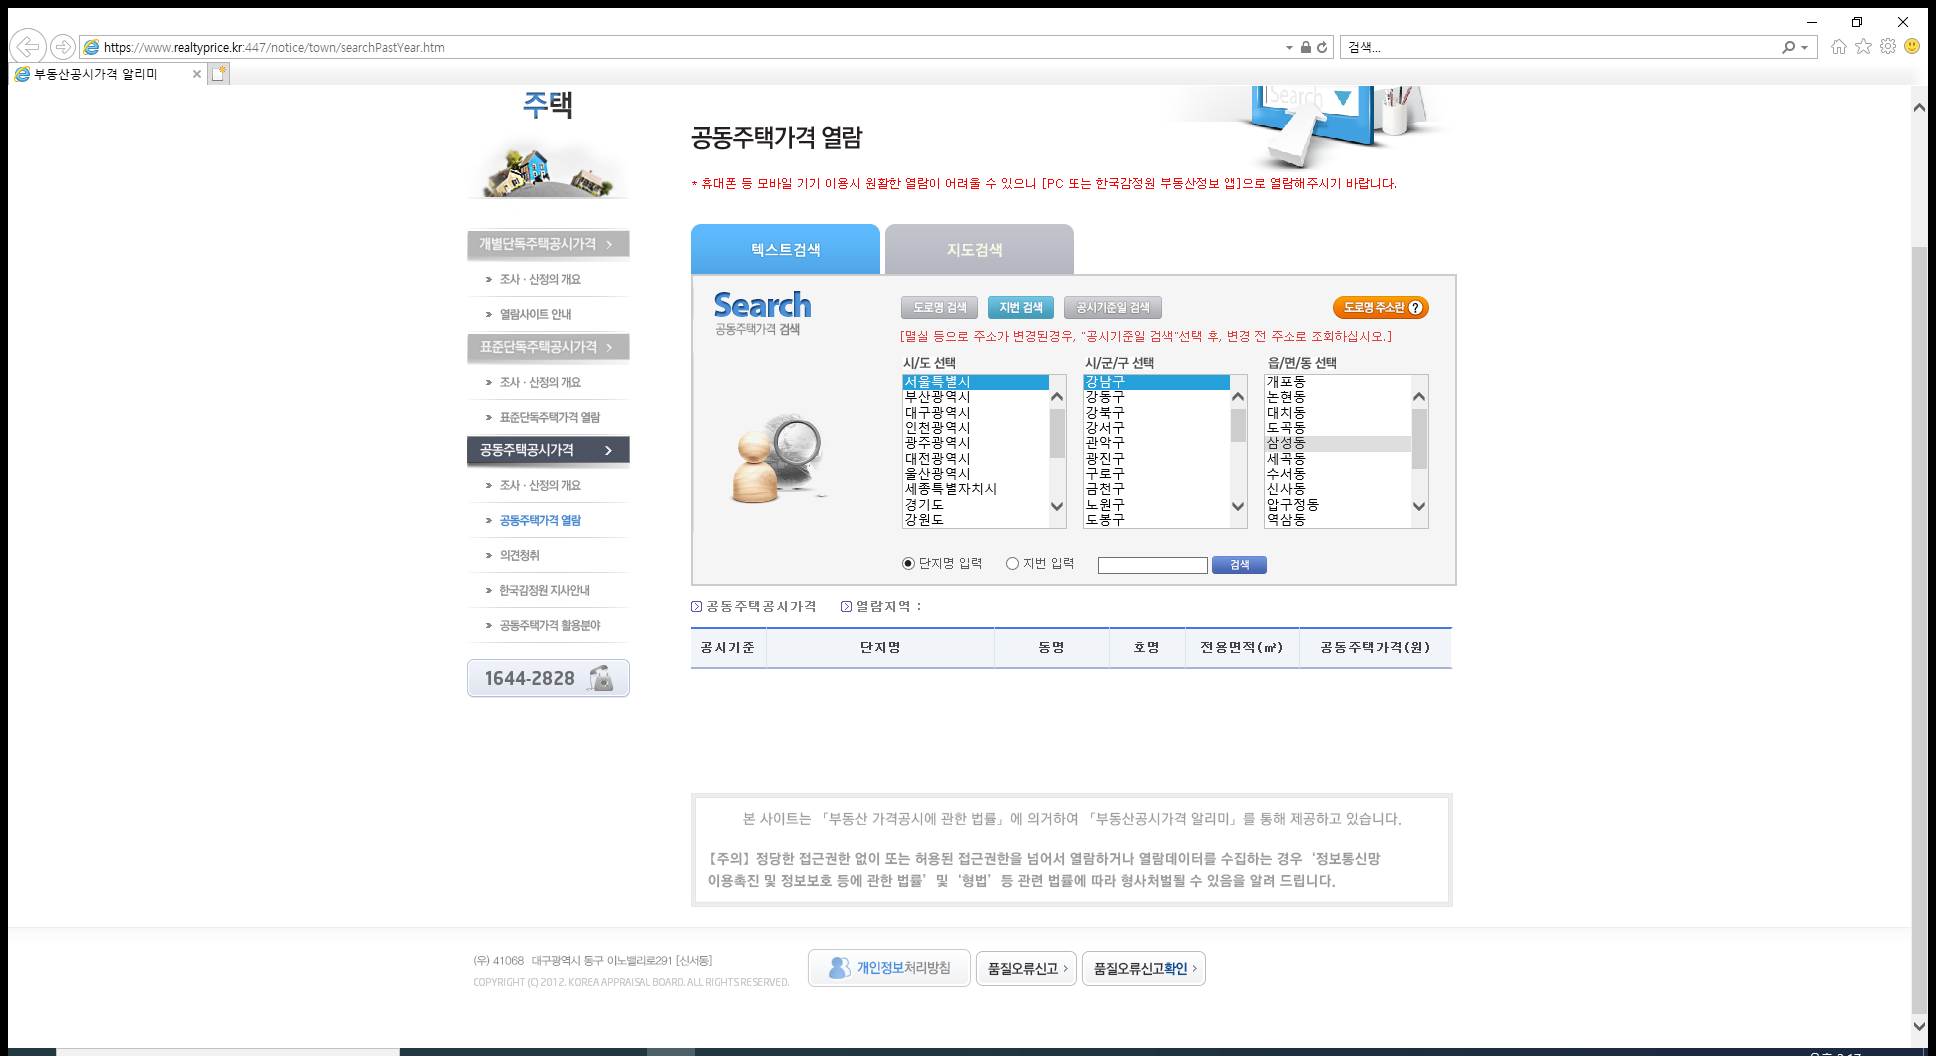 https://www.realtyprice.kr:447/notice/town/searchPastYear.htm
검색...
부동산공시가격 알리미
주택
개별단독주택공시가격
조사 · 산정의 개요
열람사이트 안내
표준단독주택공시가격
조사 · 산정의 개요
표준단독주택가격 열람
공동주택공시가격
조사 · 산정의 개요
공동주택가격 열람
의견청취
한국감정원 지사안내
공동주택가격 활용분야
1644-2828
Search
공동주택가격 열람
* 휴대폰 등 모바일 기기 이용시 원활한 열람이 어려울 수 있으니 [PC 또는 한국감정원 부동산정보 앱]으로 열람해주시기 바랍니다.
텍스트검색
지도검색
Search
공동주택가격 검색
도로명 검색
지번 검색
공시기준일 검색
도로명 주소란 ?
[멸실 등으로 주소가 변경된경우, "공시기준일 검색"선택 후, 변경 전 주소로 조회하십시오.]
시/도 선택
서울특별시
부산광역시
대구광역시
인천광역시
광주광역시
대전광역시
울산광역시
세종특별자치시
경기도
강원도
시/군/구 선택
강남구
강동구
강북구
강서구
관악구
광진구
구로구
금천구
노원구
도봉구
읍/면/동 선택
개포동
논현동
대치동
도곡동
삼성동
세곡동
수서동
신사동
압구정동
역삼동
단지명 입력
지번 입력
검색
공동주택공시가격
열람지역 :
공시기준
단지명
동명
호명
전용면적(㎡)
공동주택가격(원)
본 사이트는 「부동산 가격공시에 관한 법률」에 의거하여 「부동산공시가격 알리미」를 통해 제공하고 있습니다.
【주의】정당한 접근권한 없이 또는 허용된 접근권한을 넘어서 열람하거나 열람데이터를 수집하는 경우 ‘정보통신망
이용촉진 및 정보보호 등에 관한 법률’ 및 ‘형법’ 등 관련 법률에 따라 형사처벌될 수 있음을 알려 드립니다.
(우) 41068 대구광역시 동구 이노밸리로291 [신서동]
COPYRIGHT (C) 2012. KOREA APPRAISAL BOARD. ALL RIGHTS RESERVED.
개인정보처리방침
품질오류신고
품질오류신고확인